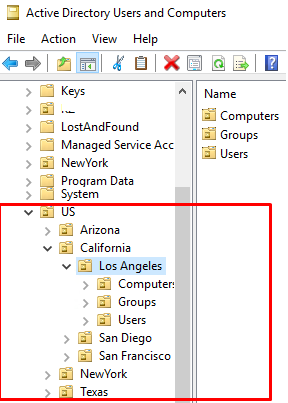 Active Directory Users and Computers
File Action View Help
Keys
LostAndFound
Managed Service Acc
NewYork
Program Data
System
US
Arizona
California
Los Angeles
Computers
Groups
Users
San Diego
San Francisco
NewYork
Texas
Name
Computers
Groups
Users